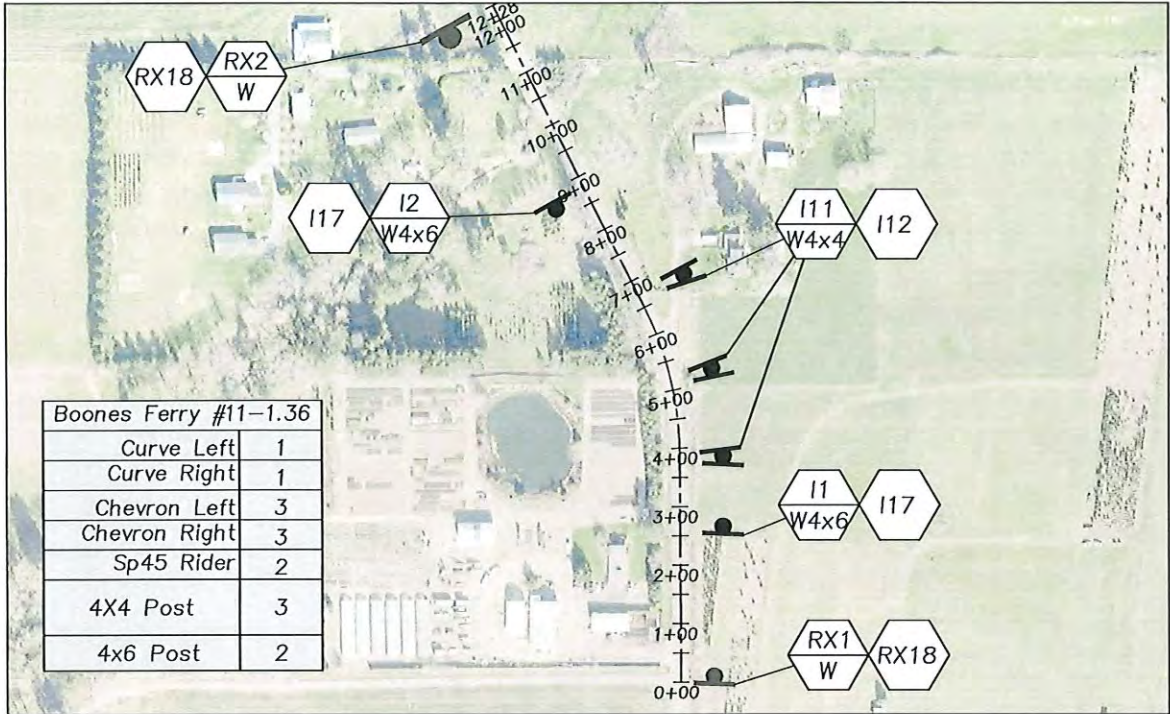 12+28
12+00
RX18
RX2
W
11+00
10+00
I17
I2
W4x6
9+00
I11
W4x4
I12
8+00
7+00
6+00
5+00
Boones Ferry #11-1.36
Curve Left 1
Curve Right 1
Chevron Left 3
Chevron Right 3
Sp45 Rider 2
4X4 Post 3
4x6 Post 2
4+00
I1
W4x6
I17
3+00
2+00
1+00
RX1
W
RX18
0+00